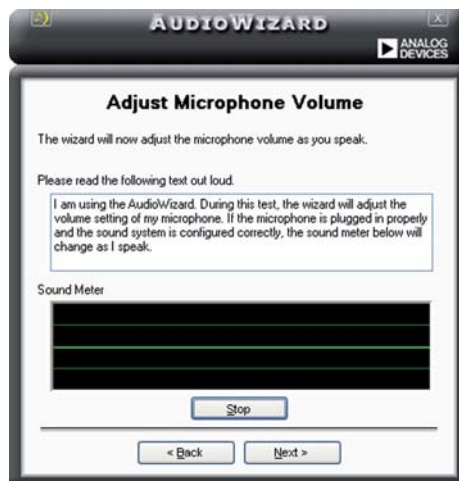 AUDIOWIZARD
X
ANALOG
DEVICES
Adjust Microphone Volume
The wizard will now adjust the microphone volume as you speak.
Please read the following text out loud.
I am using the AudioWizard. During this test, the wizard will adjust the
volume setting of my microphone. If the microphone is plugged in properly
and the sound system is configured correctly, the sound meter below will
change as I speak.
Sound Meter
Stop
< Back
Next >